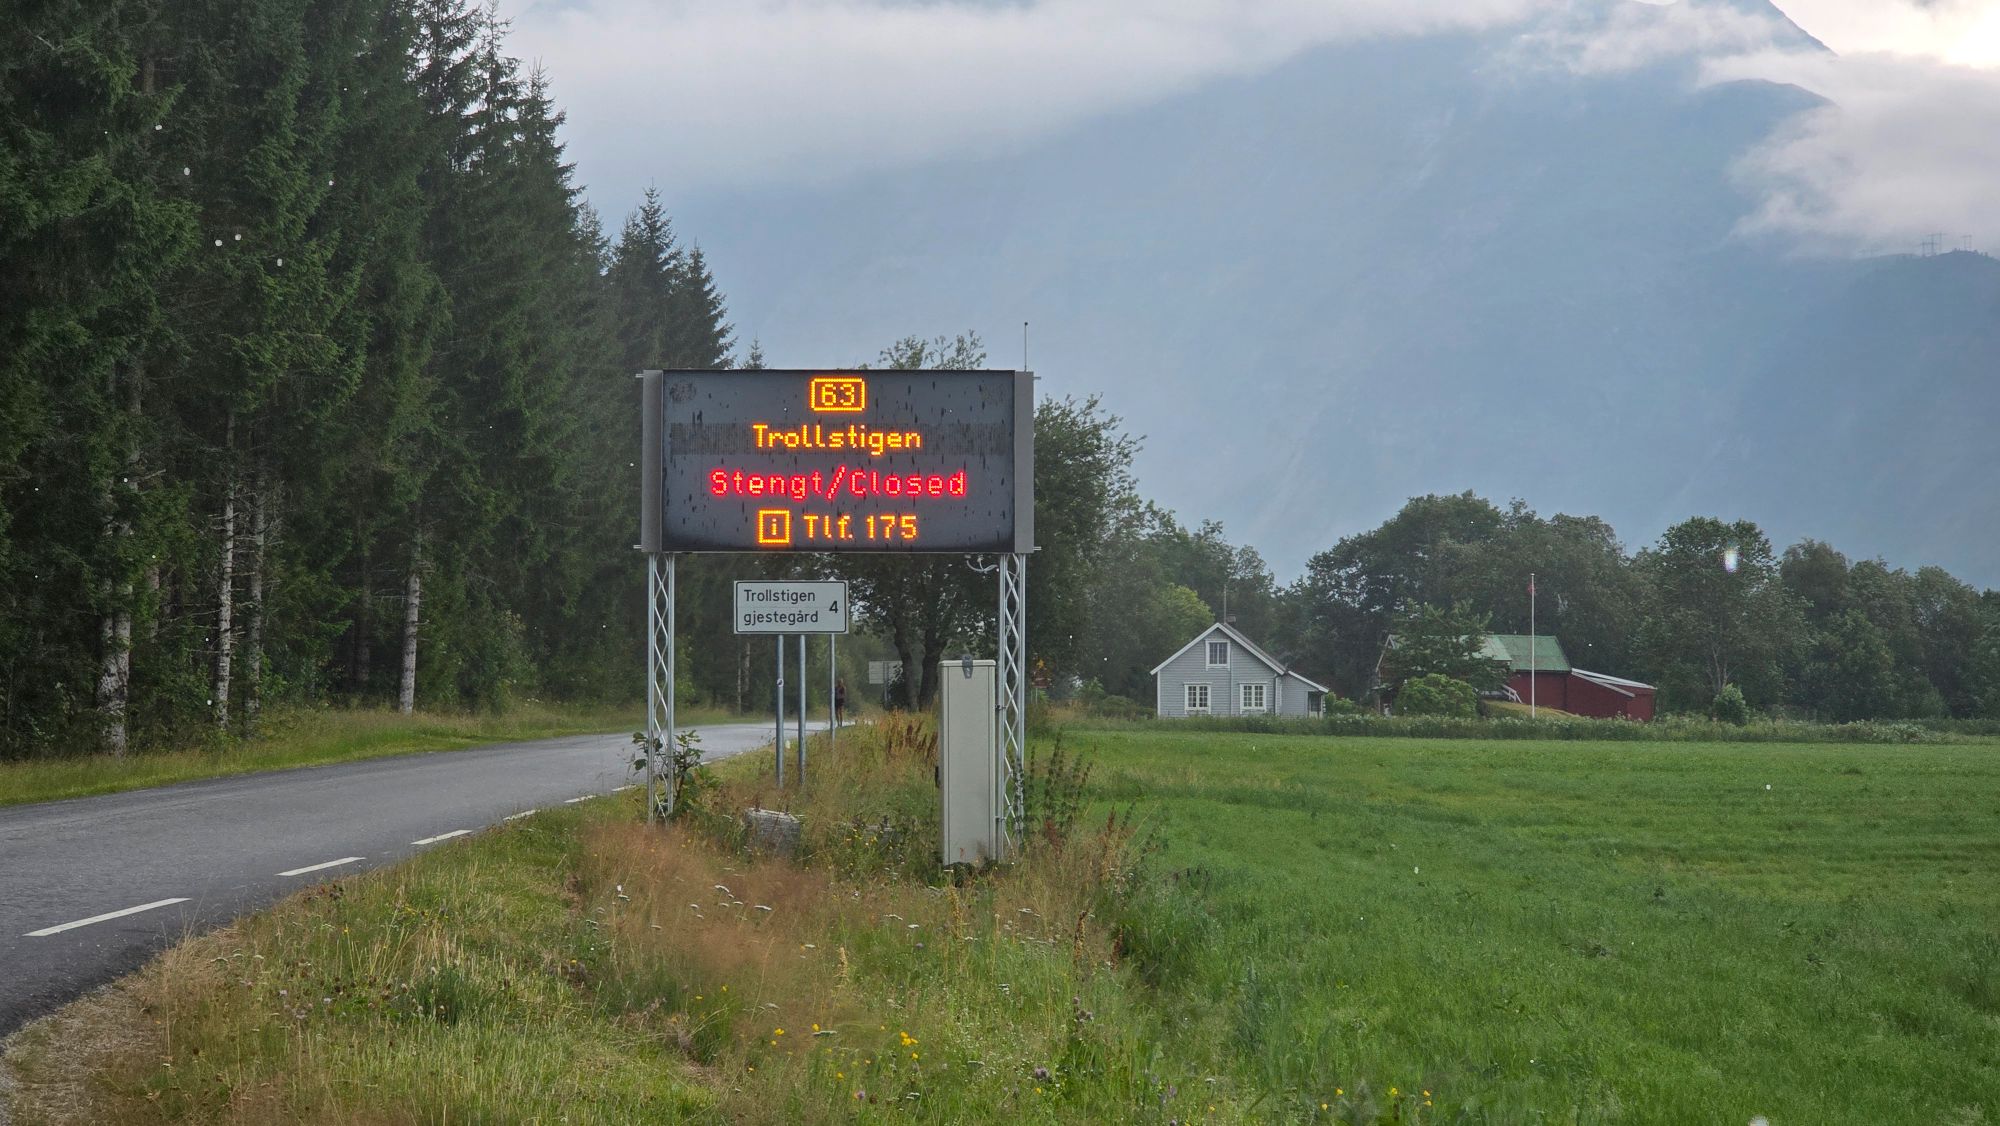 63
Trollstigen
Stengt/Closed
i Tlf. 175
Trollstigen
gjestegård 4